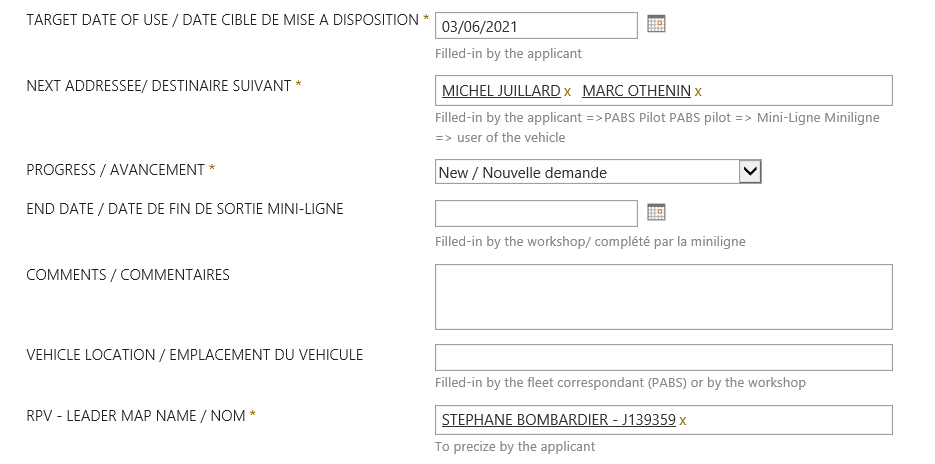 TARGET DATE OF USE / DATE CIBLE DE MISE A DISPOSITION * 03/06/2021
Filled-in by the applicant
NEXT ADDRESSEE/ DESTINAIRE SUIVANT * MICHEL JUILLARD x MARC OTHENIN x
Filled-in by the applicant =>PABS Pilot PABS pilot => Mini-Ligne Miniligne
=> user of the vehicle
PROGRESS / AVANCEMENT * New / Nouvelle demande
END DATE / DATE DE FIN DE SORTIE MINI-LIGNE
Filled-in by the workshop/ complété par la miniligne
COMMENTS / COMMENTAIRES
VEHICLE LOCATION / EMPLACEMENT DU VEHICULE
Filled-in by the fleet correspondant (PABS) or by the workshop
RPV - LEADER MAP NAME / NOM * STEPHANE BOMBARDIER - J139359 x
To precize by the applicant